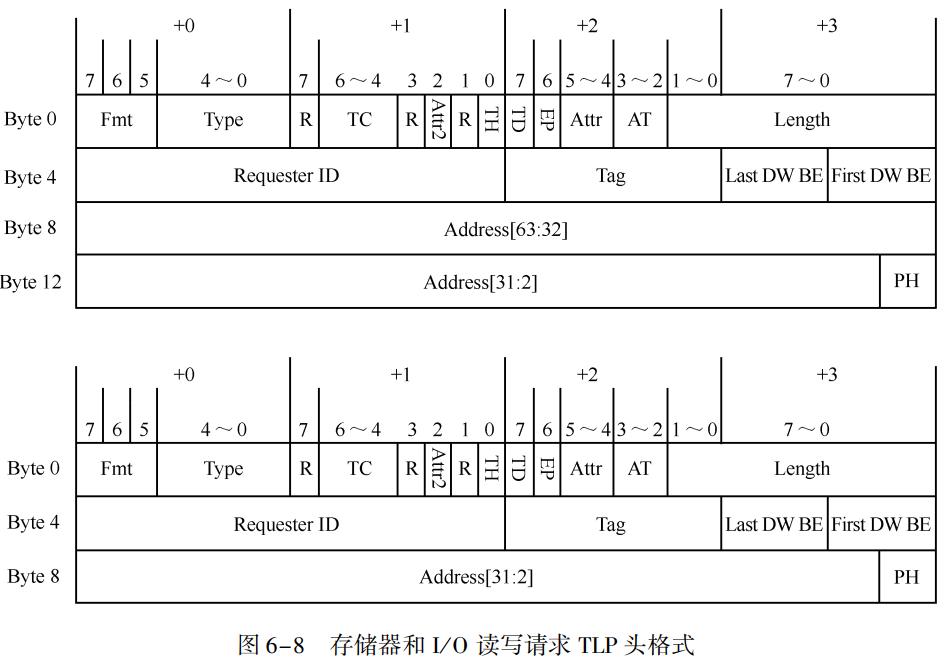 +0 +1 +2 +3
7 6 5 4～0 7 6～4 3 2 1 0 7 6 5～4 3～2 1～0 7～0
Byte 0 Fmt Type R TC R Attr2 R TH TD EP Attr AT Length
Byte 4 Requester ID Tag Last DW BE First DW BE
Byte 8 Address[63:32]
Byte 12 Address[31:2] PH
+0 +1 +2 +3
7 6 5 4～0 7 6～4 3 2 1 0 7 6 5～4 3～2 1～0 7～0
Byte 0 Fmt Type R TC R Attr2 R TH TD EP Attr AT Length
Byte 4 Requester ID Tag Last DW BE First DW BE
Byte 8 Address[31:2] PH
图 6-8 存储器和 I/O 读写请求 TLP 头格式